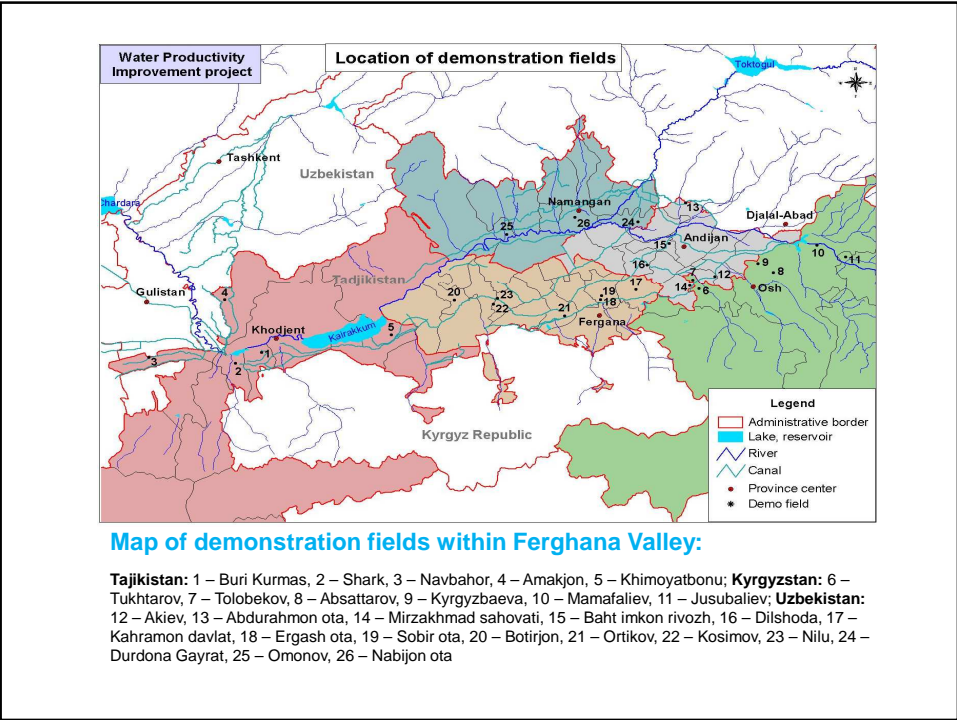 Water Productivity
Improvement project
Location of demonstration fields
Toktogul
Tashkent
Uzbekistan
Chardara
Namangan
13
Djalal-Abad
25
26
24
15
Andijan
10
11
16
9
8
12
7
14
6
Osh
Tadjikistan
Gulistan
4
20
23
22
19
18
17
21
Fergana
Khodjent
Kairakkum
5
3
1
2
Kyrgyz Republic
Legend
Administrative border
Lake, reservoir
River
Canal
Province center
Demo field
Map of demonstration fields within Ferghana Valley:
Tajikistan: 1 – Buri Kurmas, 2 – Shark, 3 – Navbahor, 4 – Amakjon, 5 – Khimoyatbonu; Kyrgyzstan: 6 –
Tukhtarov, 7 – Tolobekov, 8 – Absattarov, 9 – Kyrgyzbaeva, 10 – Mamafaliev, 11 – Jusubaliev; Uzbekistan:
12 – Akiev, 13 – Abdurahmon ota, 14 – Mirzakhmad sahovati, 15 – Baht imkon rivozh, 16 – Dilshoda, 17 –
Kahramon davlat, 18 – Ergash ota, 19 – Sobir ota, 20 – Botirjon, 21 – Ortikov, 22 – Kosimov, 23 – Nilu, 24 –
Durdona Gayrat, 25 – Omonov, 26 – Nabijon ota